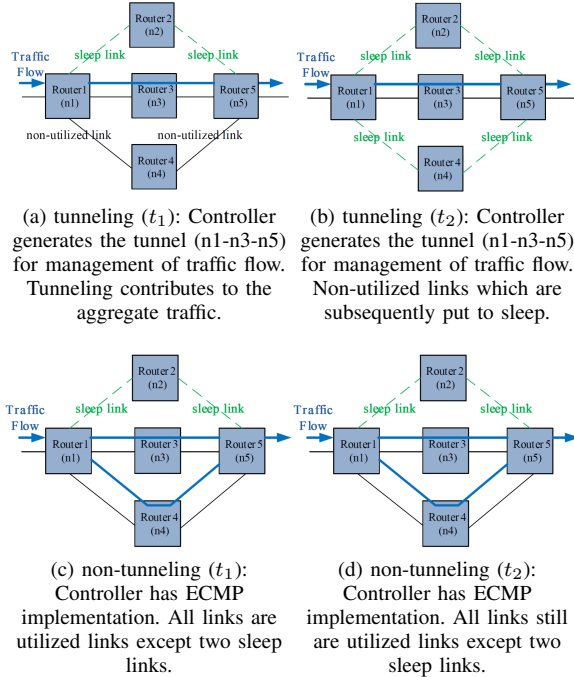 Router 2
(n2)
sleep link
sleep link
Traffic
Flow
Router1
(n1)
Router 3
(n3)
Router 5
(n5)
non-utilized link
non-utilized link
Router 4
(n4)
(a) tunneling (t1): Controller
generates the tunnel (n1-n3-n5)
for management of traffic flow.
Tunneling contributes to the
aggregate traffic.
Router 2
(n2)
sleep link
sleep link
Traffic
Flow
Router1
(n1)
Router 3
(n3)
Router 5
(n5)
sleep link
sleep link
Router 4
(n4)
(b) tunneling (t2): Controller
generates the tunnel (n1-n3-n5)
for management of traffic flow.
Non-utilized links which are
subsequently put to sleep.
Router 2
(n2)
sleep link
sleep link
Traffic
Flow
Router1
(n1)
Router 3
(n3)
Router 5
(n5)
Router 4
(n4)
(c) non-tunneling (t1):
Controller has ECMP
implementation. All links are
utilized links except two sleep
links.
Router 2
(n2)
sleep link
sleep link
Traffic
Flow
Router1
(n1)
Router 3
(n3)
Router 5
(n5)
Router 4
(n4)
(d) non-tunneling (t2):
Controller has ECMP
implementation. All links still
are utilized links except two
sleep links.